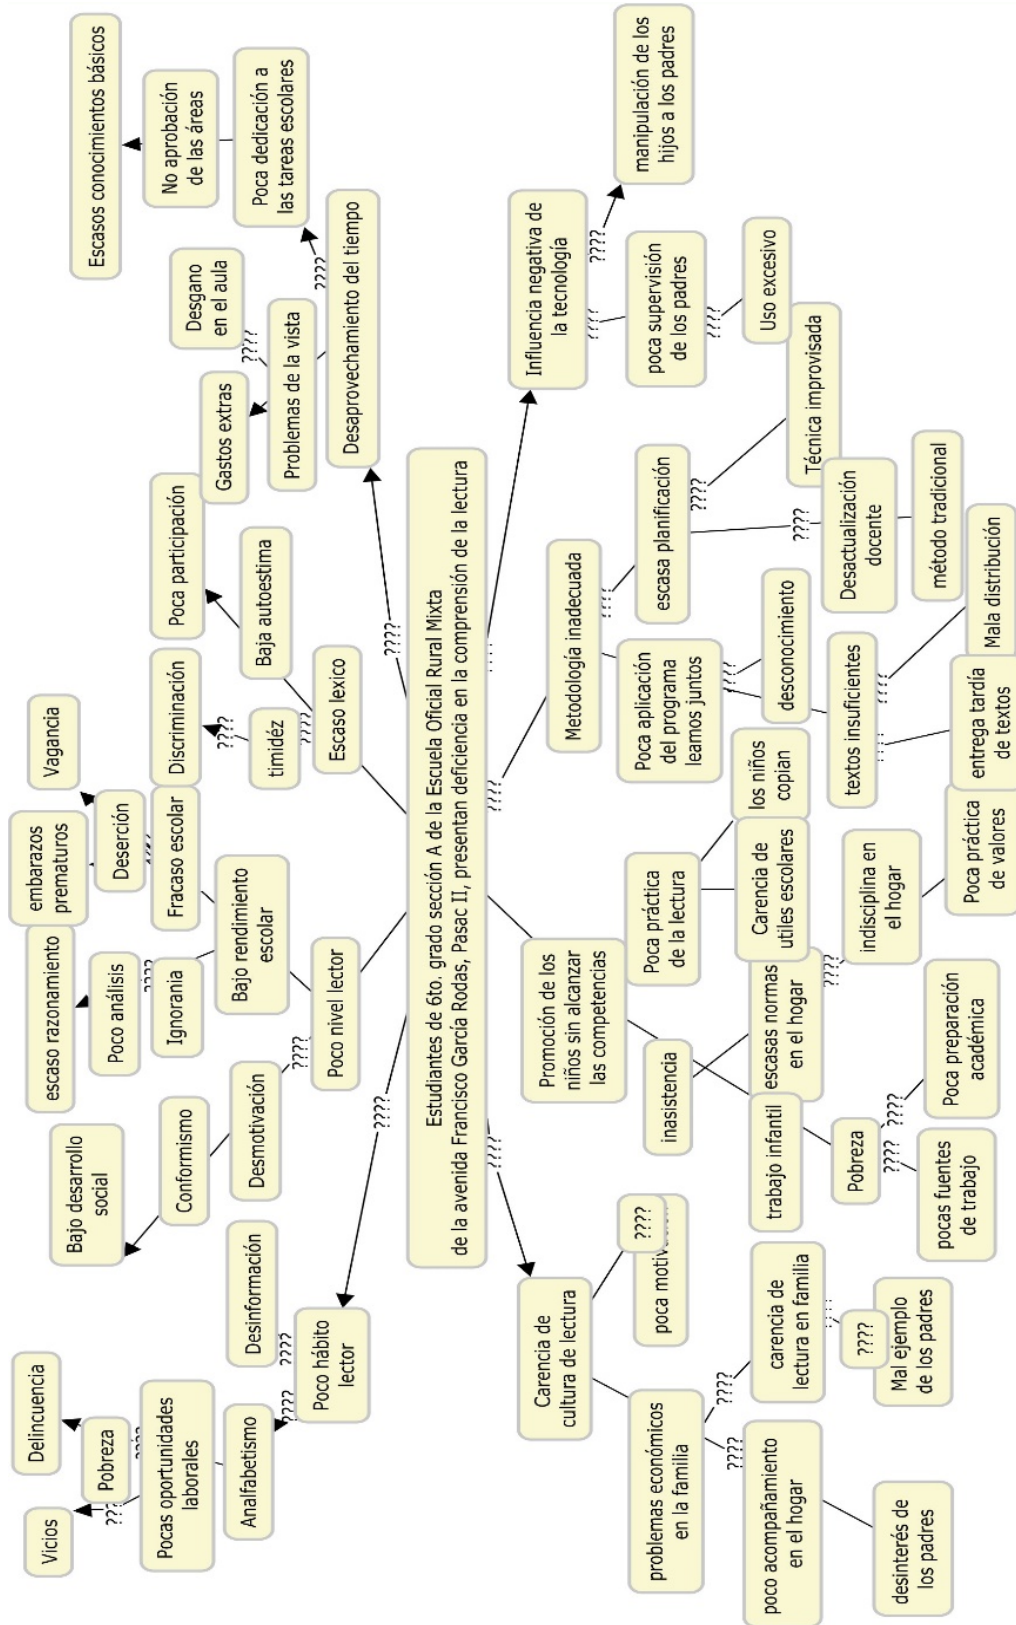 Delincuencia
Vicios
Pobreza
????
???
Pocas oportunidades
laborales
Analfabetismo
Desinformación
????
????
Poco hábito
lector
Bajo desarrollo
social
Conformismo
Desmotivación
????
Poco nivel lector
embarazos
prematuros
Vagancia
escaso razonamiento
Deserción
Poco análisis
????
Ignorania
Fracaso escolar
Bajo rendimiento
escolar
Poca participación
Discriminación
????
timidéz
????
Baja autoestima
Escaso lexico
Escasos conocimientos básicos
No aprobación
de las áreas
Poca dedicación a
las tareas escolares
????
Desgano
en el aula
????
Gastos extras
Problemas de la vista
Desaprovechamiento del tiempo
????
????
Estudiantes de 6to. grado sección A de la Escuela Oficial Rural Mixta
de la avenida Francisco García Rodas, Pasac II, presentan deficiencia en la comprensión de la lectura
????
????
Carencia de
cultura de lectura
????
poca
problemas económicos
en la familia
????
????
carencia de
lectura en familia
poco acompañamiento
en el hogar
????
Mal ejemplo
de los padres
desinterés de
los padres
Promoción de los
niños sin alcanzar
las competencias
Poca práctica
de la lectura
inasistencia
los niños
copian
Carencia de
utiles escolares
escasas normas
en el hogar
trabajo infantil
????
indisciplina en
el hogar
Pobreza
????
????
Poca práctica
de valores
Poca preparación
académica
pocas fuentes
de trabajo
Metodología inadecuada
????
Poca aplicación
del programa
leamos juntos
escasa planificación
????
????
desconocimiento
textos insuficientes
????
Técnica improvisada
Desactualización
docente
método tradicional
Mala distribución
entrega tardía
de textos
Influencia negativa de
la tecnología
????
????
manipulación de los
hijos a los padres
poca supervisión
de los padres
????
Uso excesivo